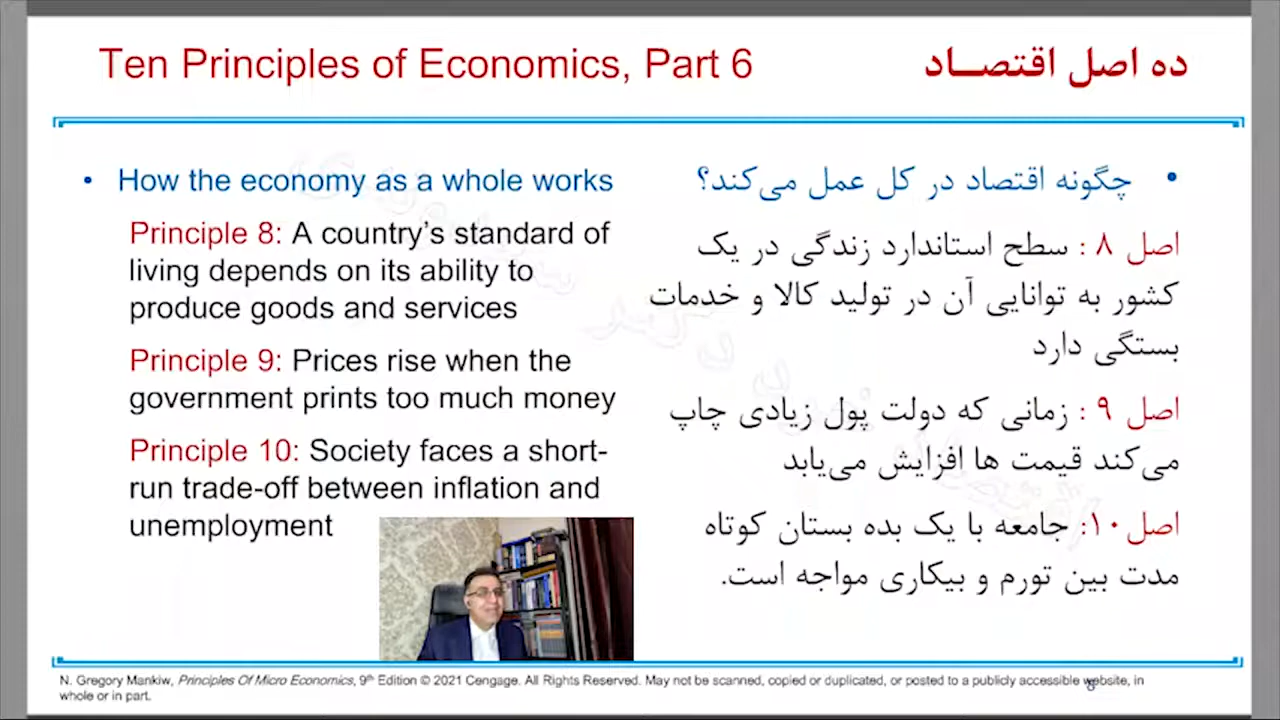 Ten Principles of Economics, Part 6
ده اصل اقتصـــاد
• How the economy as a whole works
Principle 8: A country’s standard of
living depends on its ability to
produce goods and services
Principle 9: Prices rise when the
government prints too much money
Principle 10: Society faces a short-
run trade-off between inflation and
unemployment
• چگونه اقتصاد در کل عمل می‌کند؟
اصل ۸ : سطح استاندارد زندگی در یک
کشور به توانایی آن در تولید کالا و خدمات
بستگی دارد
اصل ۹ : زمانی که دولت پول زیادی چاپ
می‌کند قیمت ها افزایش می‌یابد
اصل۱۰: جامعه با یک بده بستان کوتاه
مدت بین تورم و بیکاری مواجه است.
N. Gregory Mankiw, Principles Of Micro Economics, 9th Edition © 2021 Cengage. All Rights Reserved. May not be scanned, copied or duplicated, or posted to a publicly accessible website, in
whole or in part.